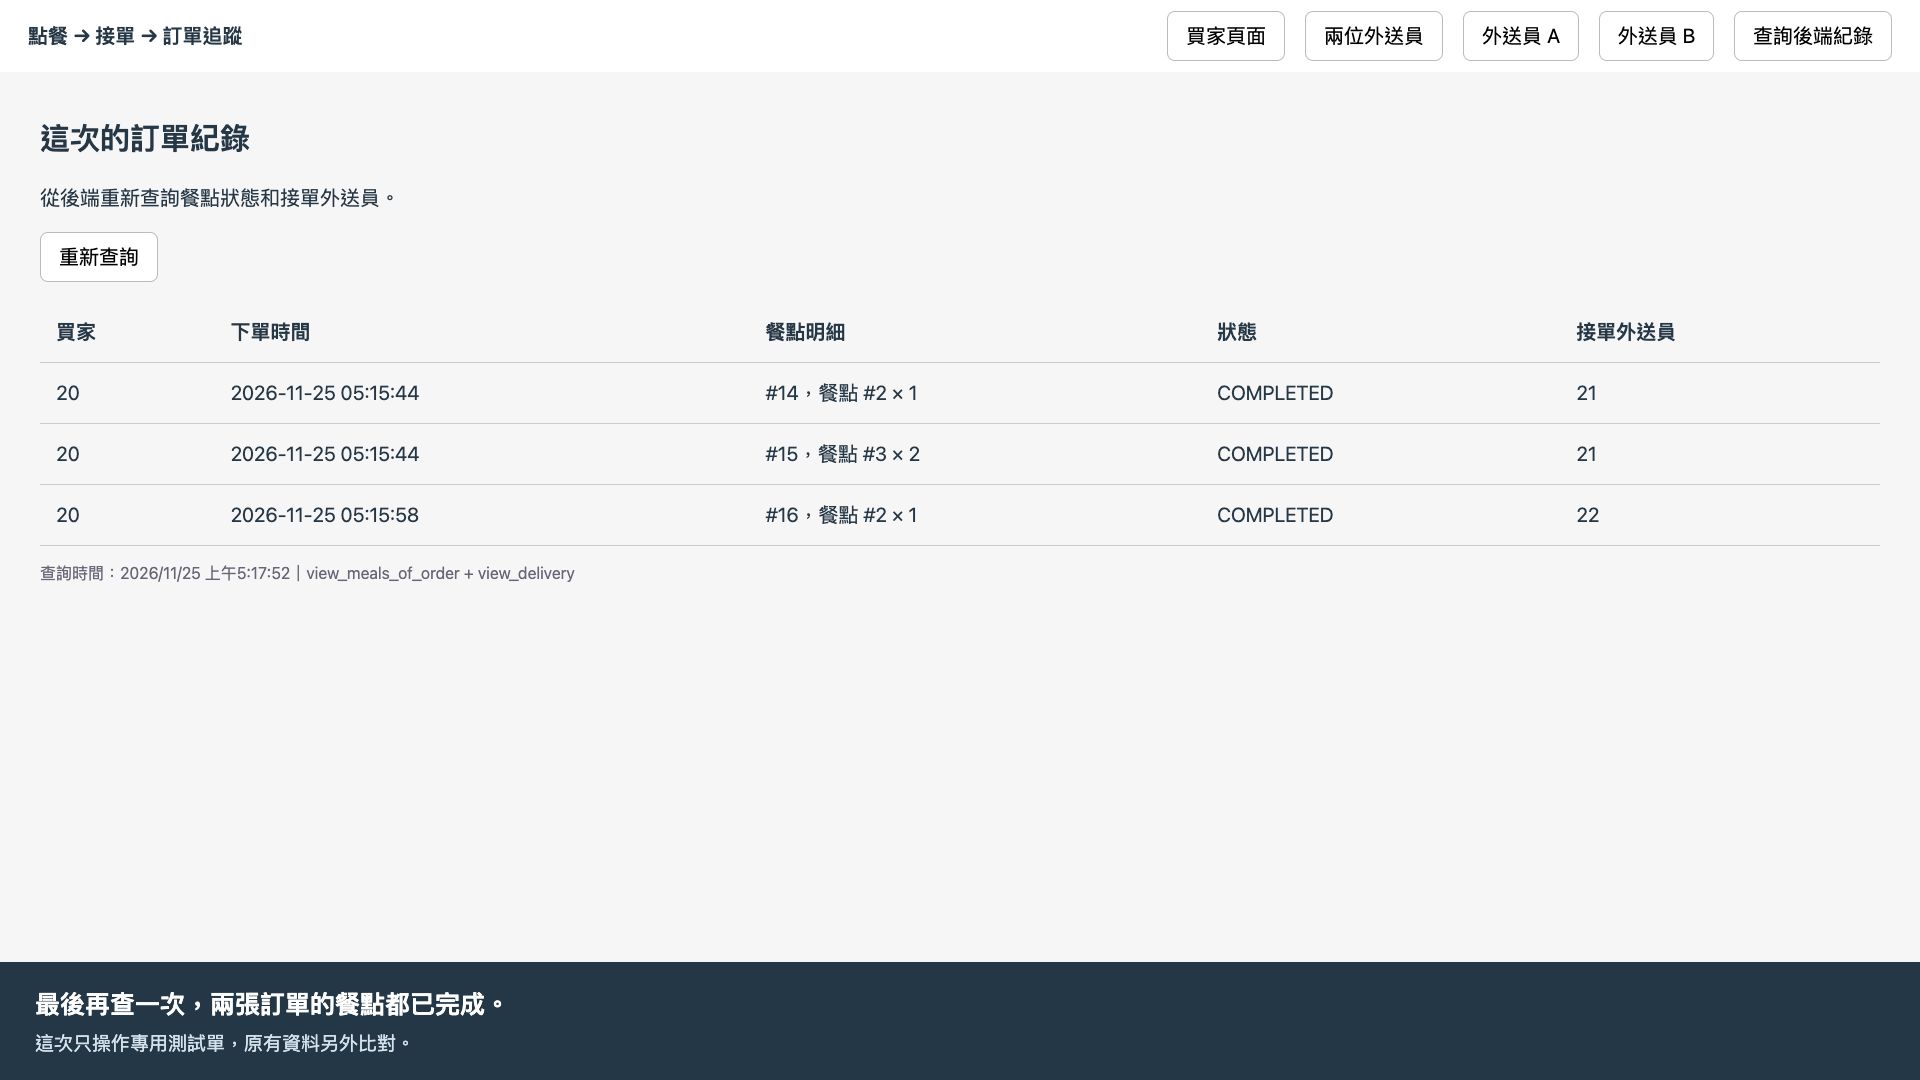 點餐 → 接單 → 訂單追蹤
買家頁面 兩位外送員 外送員 A 外送員 B 查詢後端紀錄
這次的訂單紀錄
從後端重新查詢餐點狀態和接單外送員。
重新查詢
買家 下單時間 餐點明細 狀態 接單外送員
20 2026-11-25 05:15:44 #14，餐點 #2 × 1 COMPLETED 21
20 2026-11-25 05:15:44 #15，餐點 #3 × 2 COMPLETED 21
20 2026-11-25 05:15:58 #16，餐點 #2 × 1 COMPLETED 22
查詢時間：2026/11/25 上午5:17:52 | view_meals_of_order + view_delivery
最後再查一次，兩張訂單的餐點都已完成。
這次只操作專用測試單，原有資料另外比對。